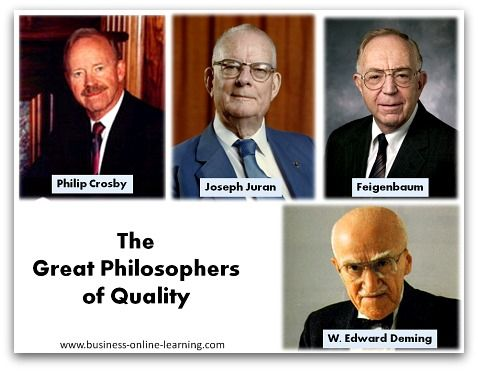 Philip Crosby
Joseph Juran
Feigenbaum
The
Great Philosophers
of Quality
W. Edward Deming
www.business-online-learning.com